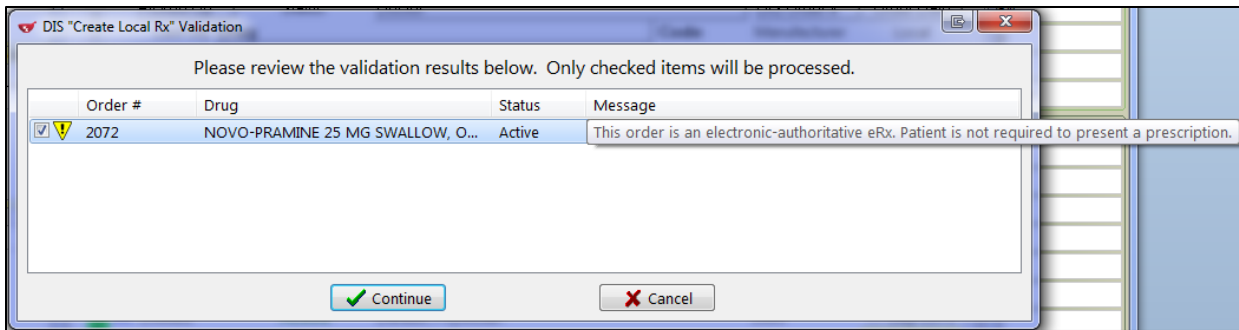 DIS "Create Local Rx" Validation
Please review the validation results below. Only checked items will be processed.
Order # Drug Status Message
2072 NOVO-PRAMINE 25 MG SWALLOW, O... Active This order is an electronic-authoritative eRx. Patient is not required to present a prescription.
Continue Cancel